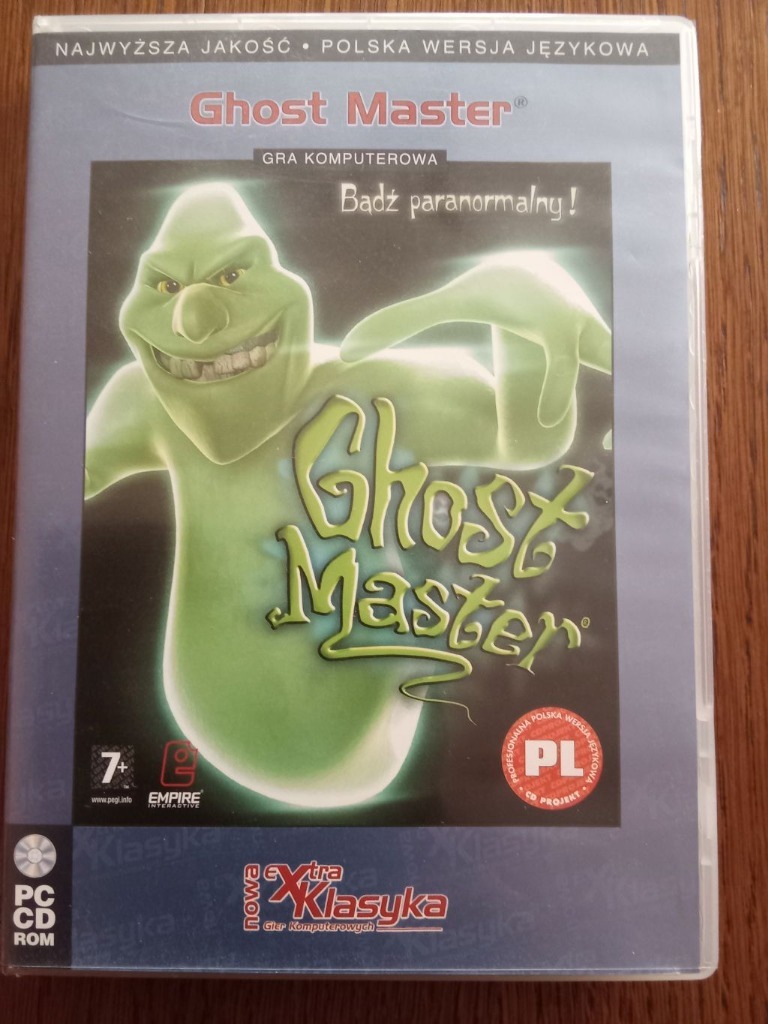 NAJWYŻSZA JAKOŚĆ • POLSKA WERSJA JĘZYKOWA
Ghost Master®
GRA KOMPUTEROWA
Bądź paranormalny!
Ghost
Master®
PROFESJONALNA POLSKA WERSJA JĘZYKOWA
PL
• CD PROJEKT •
7+
www.pegi.info
e
EMPIRE
INTERACTIVE
PC
CD
ROM
nowa eXtra
Klasyka
Gier Komputerowych